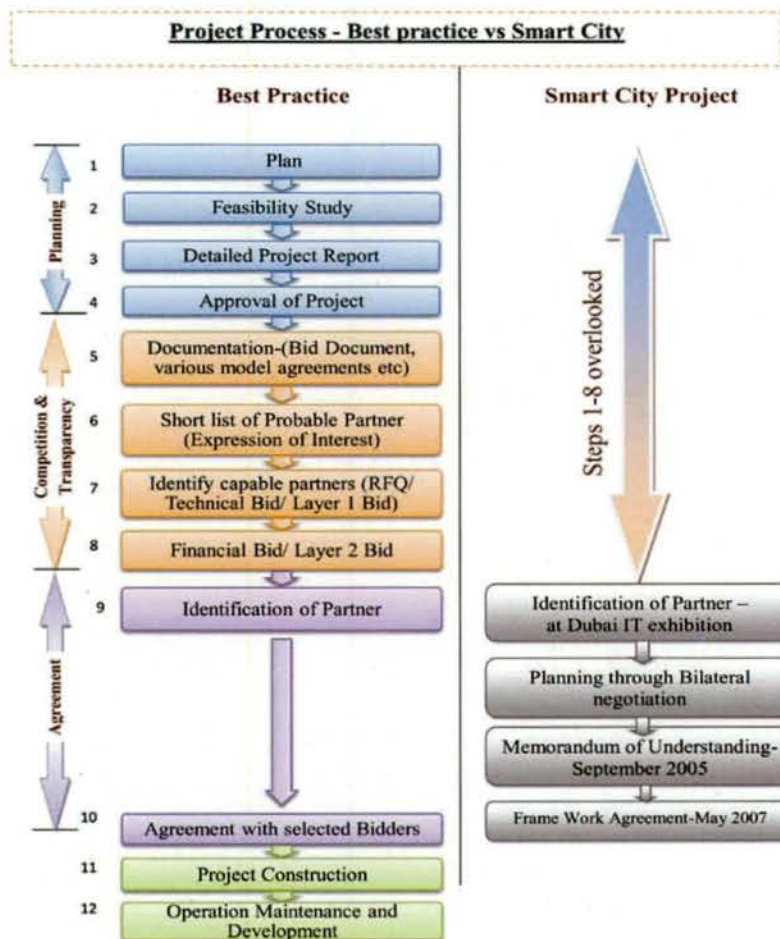 Project Process - Best practice vs Smart City
Best Practice
Smart City Project
Planning
1
Plan
2
Feasibility Study
3
Detailed Project Report
4
Approval of Project
Competition &
Transparency
5
Documentation-(Bid Document,
various model agreements etc)
6
Short list of Probable Partner
(Expression of Interest)
7
Identify capable partners (RFQ/
Technical Bid/ Layer 1 Bid)
8
Financial Bid/ Layer 2 Bid
Agreement
9
Identification of Partner
10
Agreement with selected Bidders
11
Project Construction
12
Operation Maintenance and
Development
Steps 1-8 overlooked
Identification of Partner –
at Dubai IT exhibition
Planning through Bilateral
negotiation
Memorandum of Understanding-
September 2005
Frame Work Agreement-May 2007